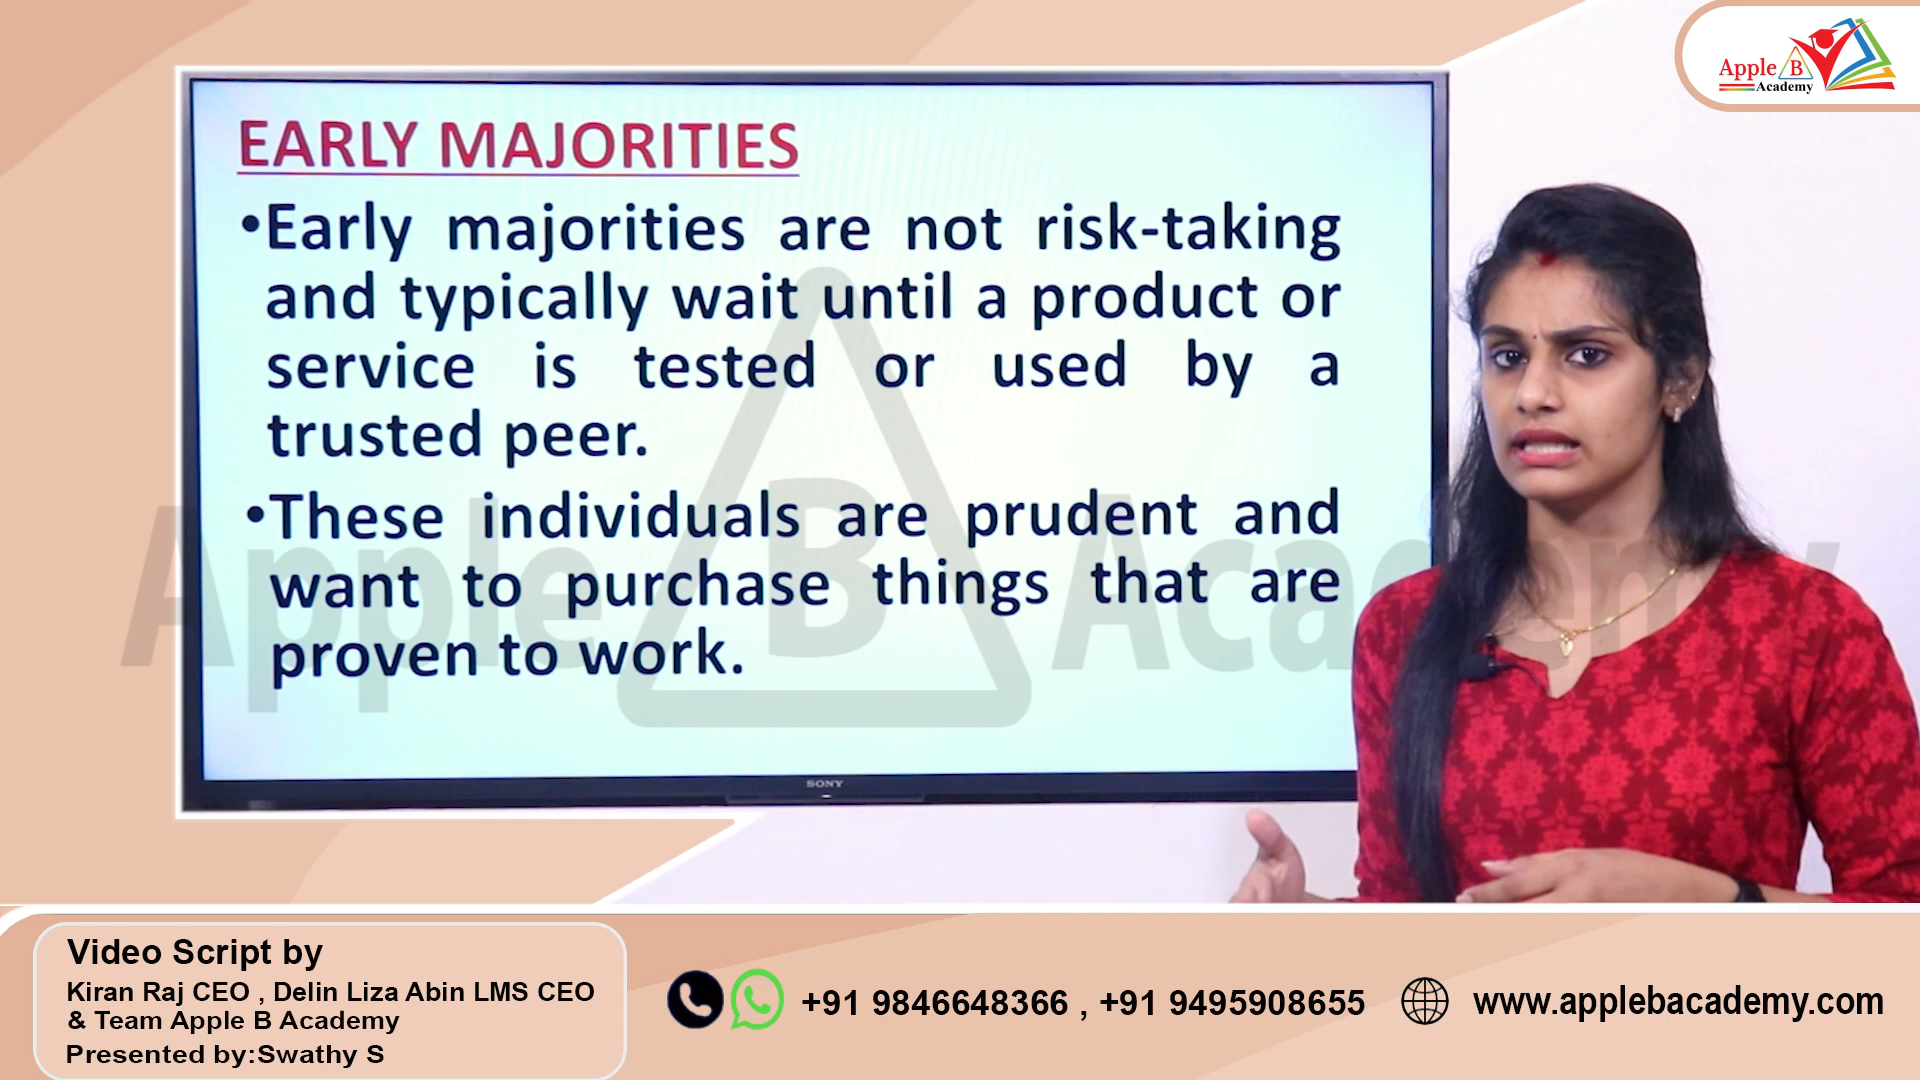 Apple B
Academy
EARLY MAJORITIES
•Early majorities are not risk-taking
and typically wait until a product or
service is tested or used by a
trusted peer.
•These individuals are prudent and
want to purchase things that are
proven to work.
Apple B Academy
SONY
Video Script by
Kiran Raj CEO , Delin Liza Abin LMS CEO
& Team Apple B Academy
Presented by:Swathy S
+91 9846648366 , +91 9495908655
www.applebacademy.com